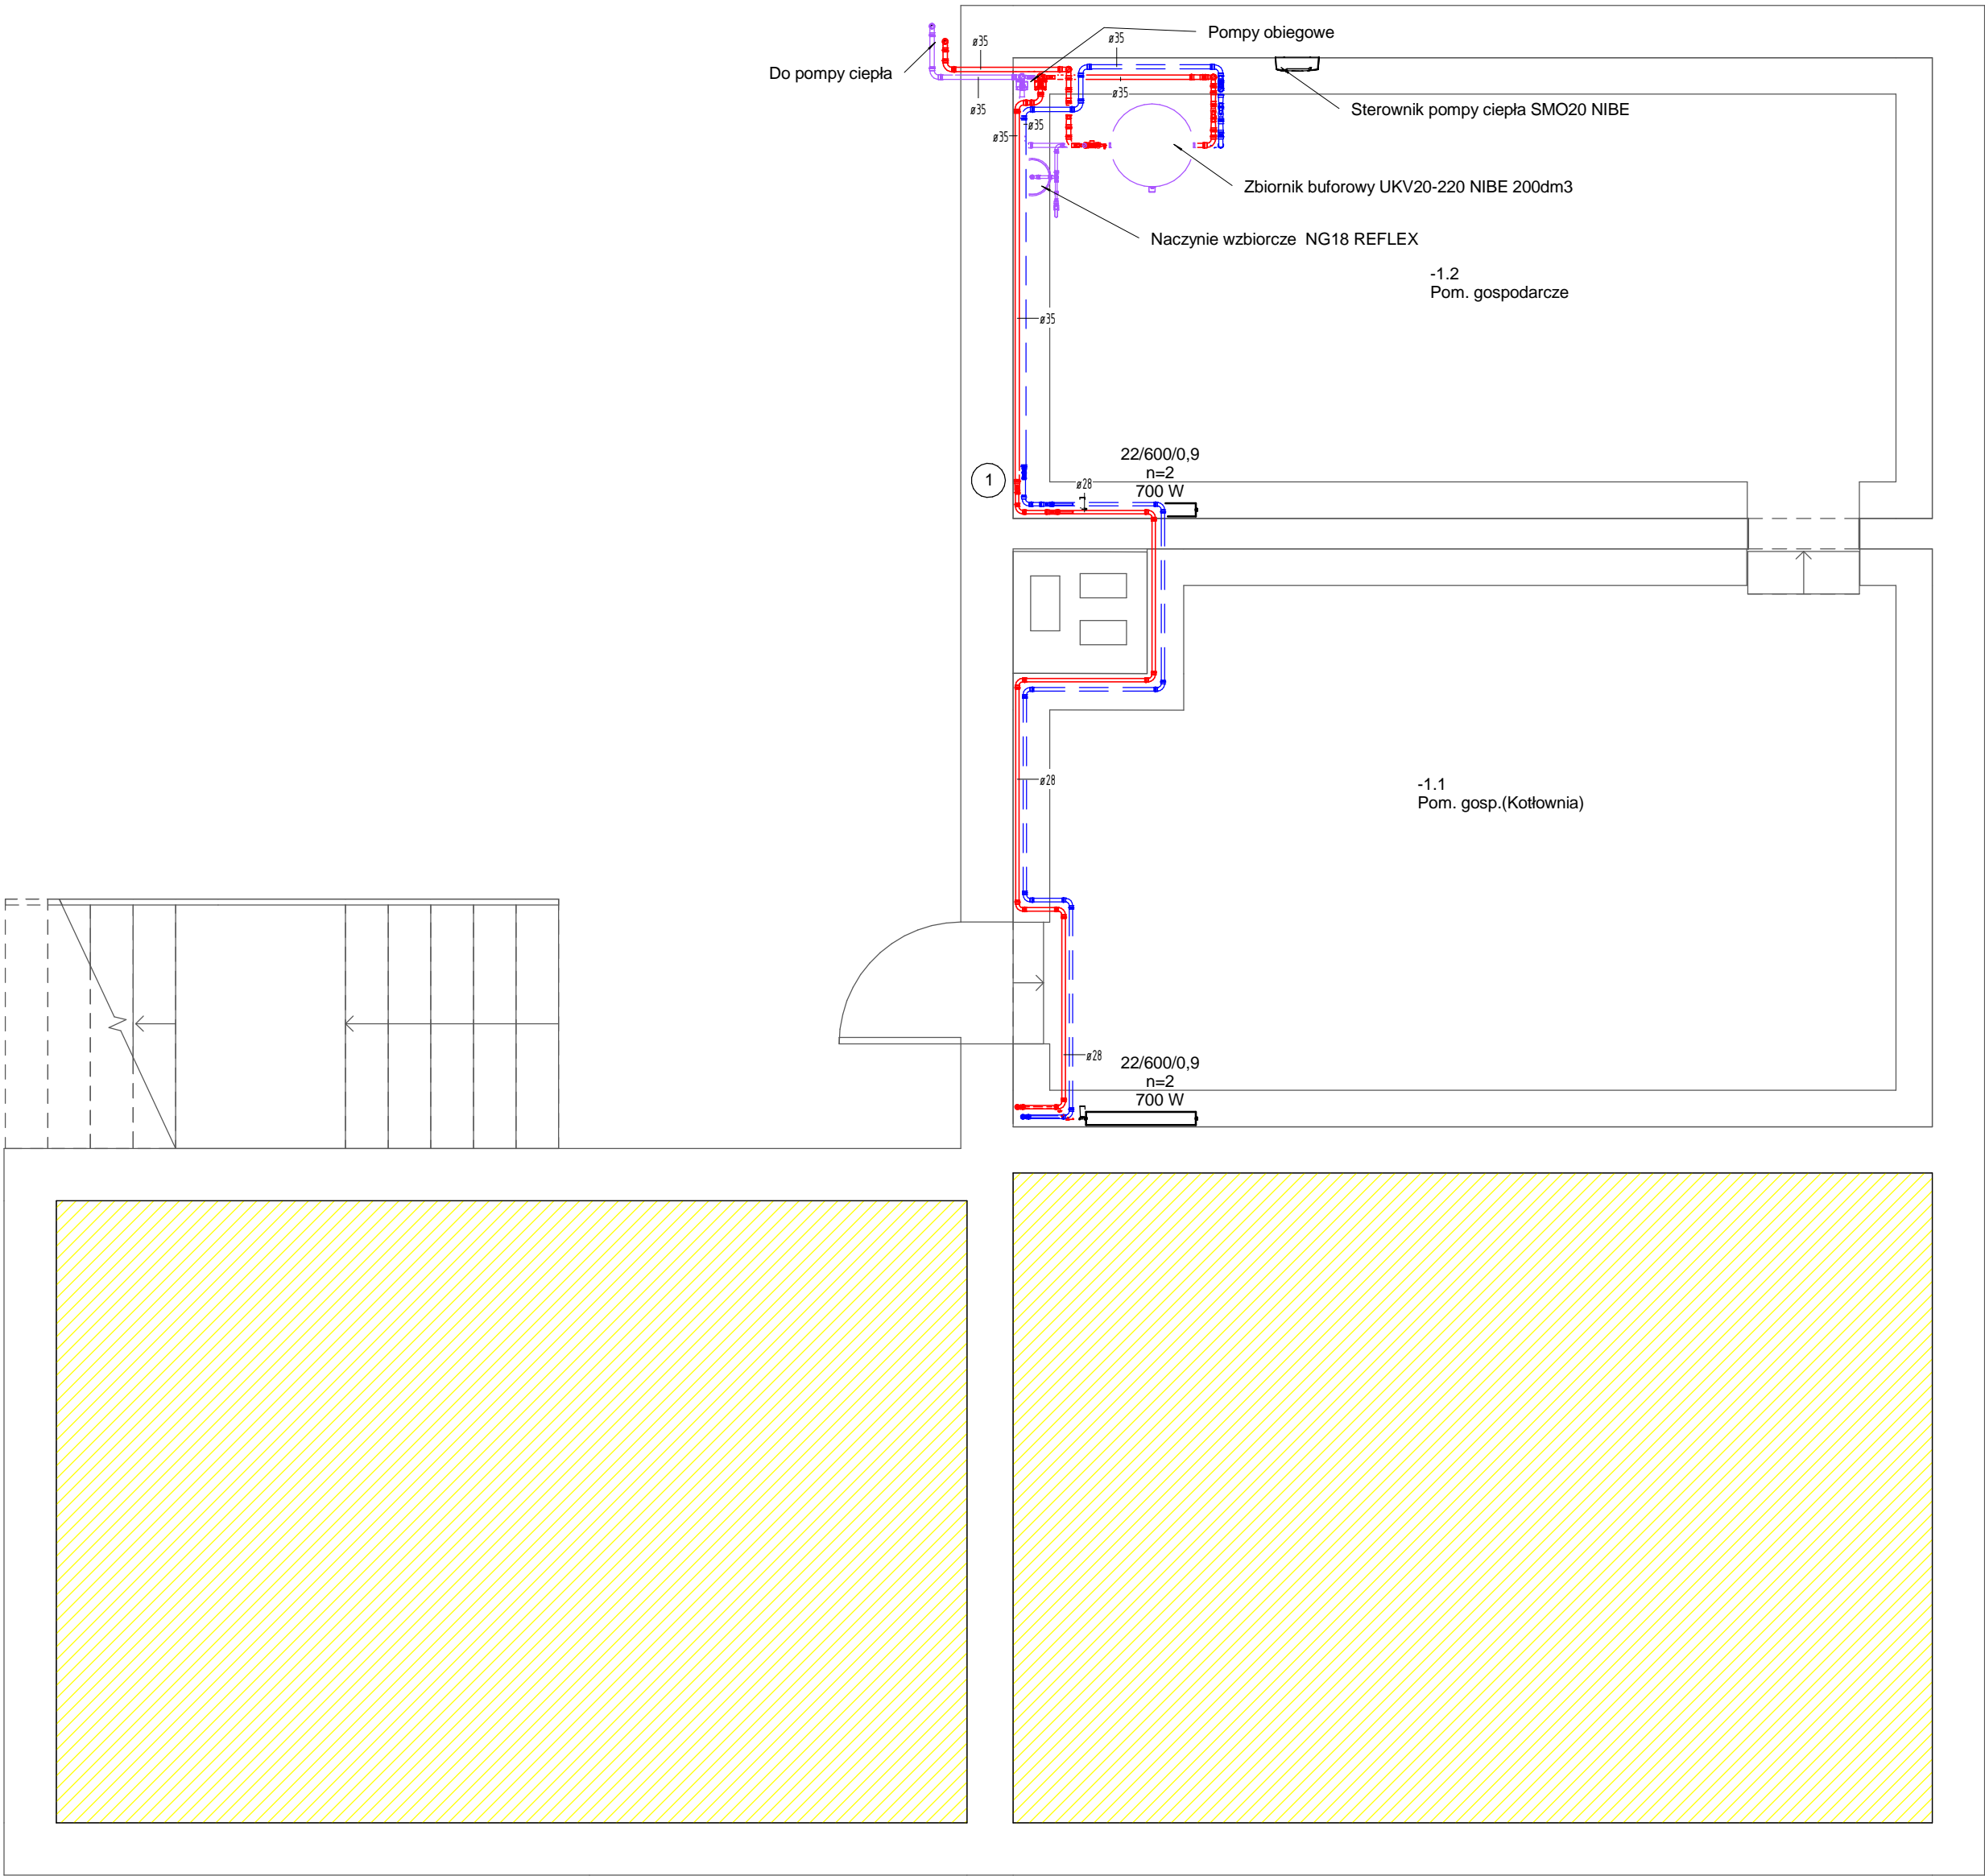 Pompy obiegowe
ø35
ø35
Do pompy ciepła
ø35
ø35
Sterownik pompy ciepła SMO20 NIBE
ø35
ø35
Zbiornik buforowy UKV20-220 NIBE 200dm3
Naczynie wzbiorcze NG18 REFLEX
-1.2
Pom. gospodarcze
ø35
22/600/0,9
n=2
700 W
1
ø28
-1.1
Pom. gosp.(Kotłownia)
ø28
ø28
22/600/0,9
n=2
700 W